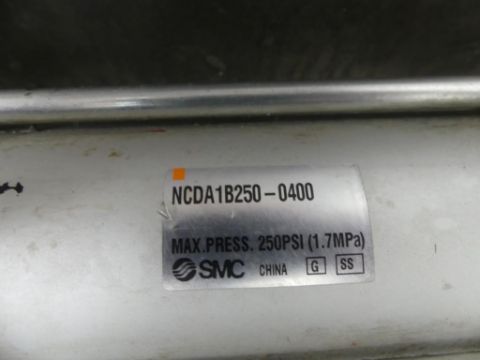 NCDA1B250-0400
MAX.PRESS. 250PSI (1.7MPa)
SMC CHINA G SS